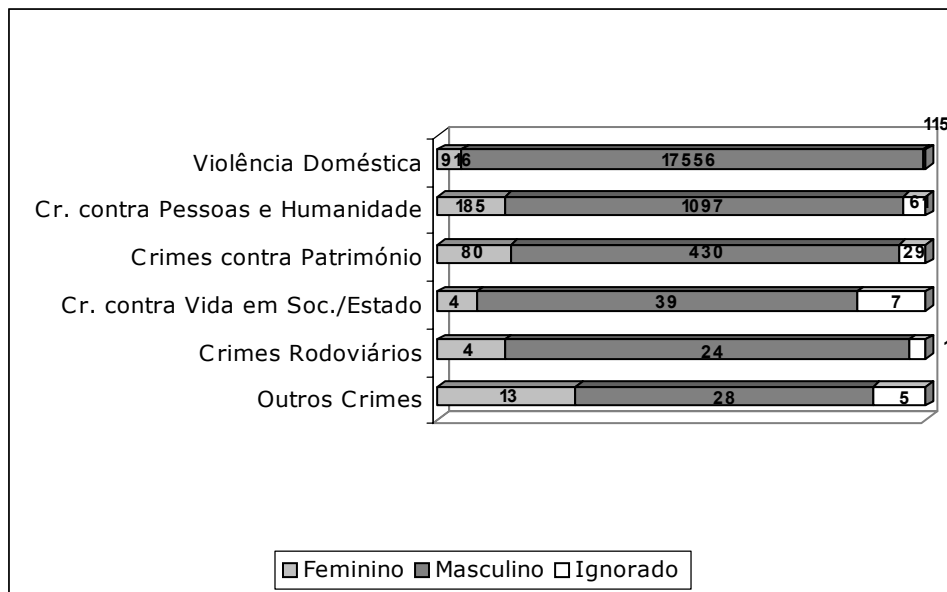 115
Violência Doméstica 916 17556
Cr. contra Pessoas e Humanidade 185 1097 61
Crimes contra Património 80 430 29
Cr. contra Vida em Soc./Estado 4 39 7
Crimes Rodoviários 4 24 1
Outros Crimes 13 28 5
Feminino Masculino Ignorado